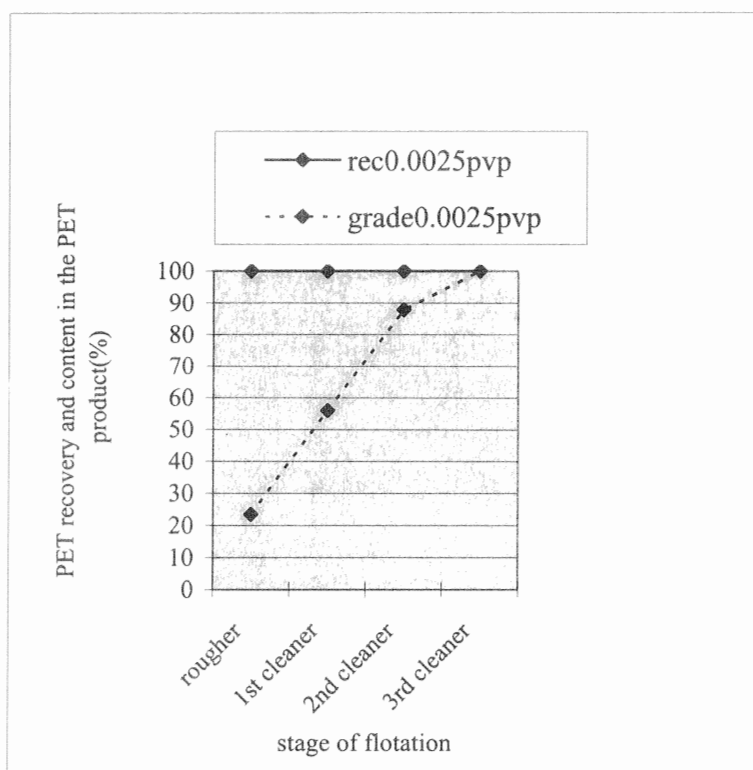 rec0.0025pvp
grade0.0025pvp
PET recovery and content in the PET
product(%)
100
90
80
70
60
50
40
30
20
10
0
rougher
1st cleaner
2nd cleaner
3rd cleaner
stage of flotation